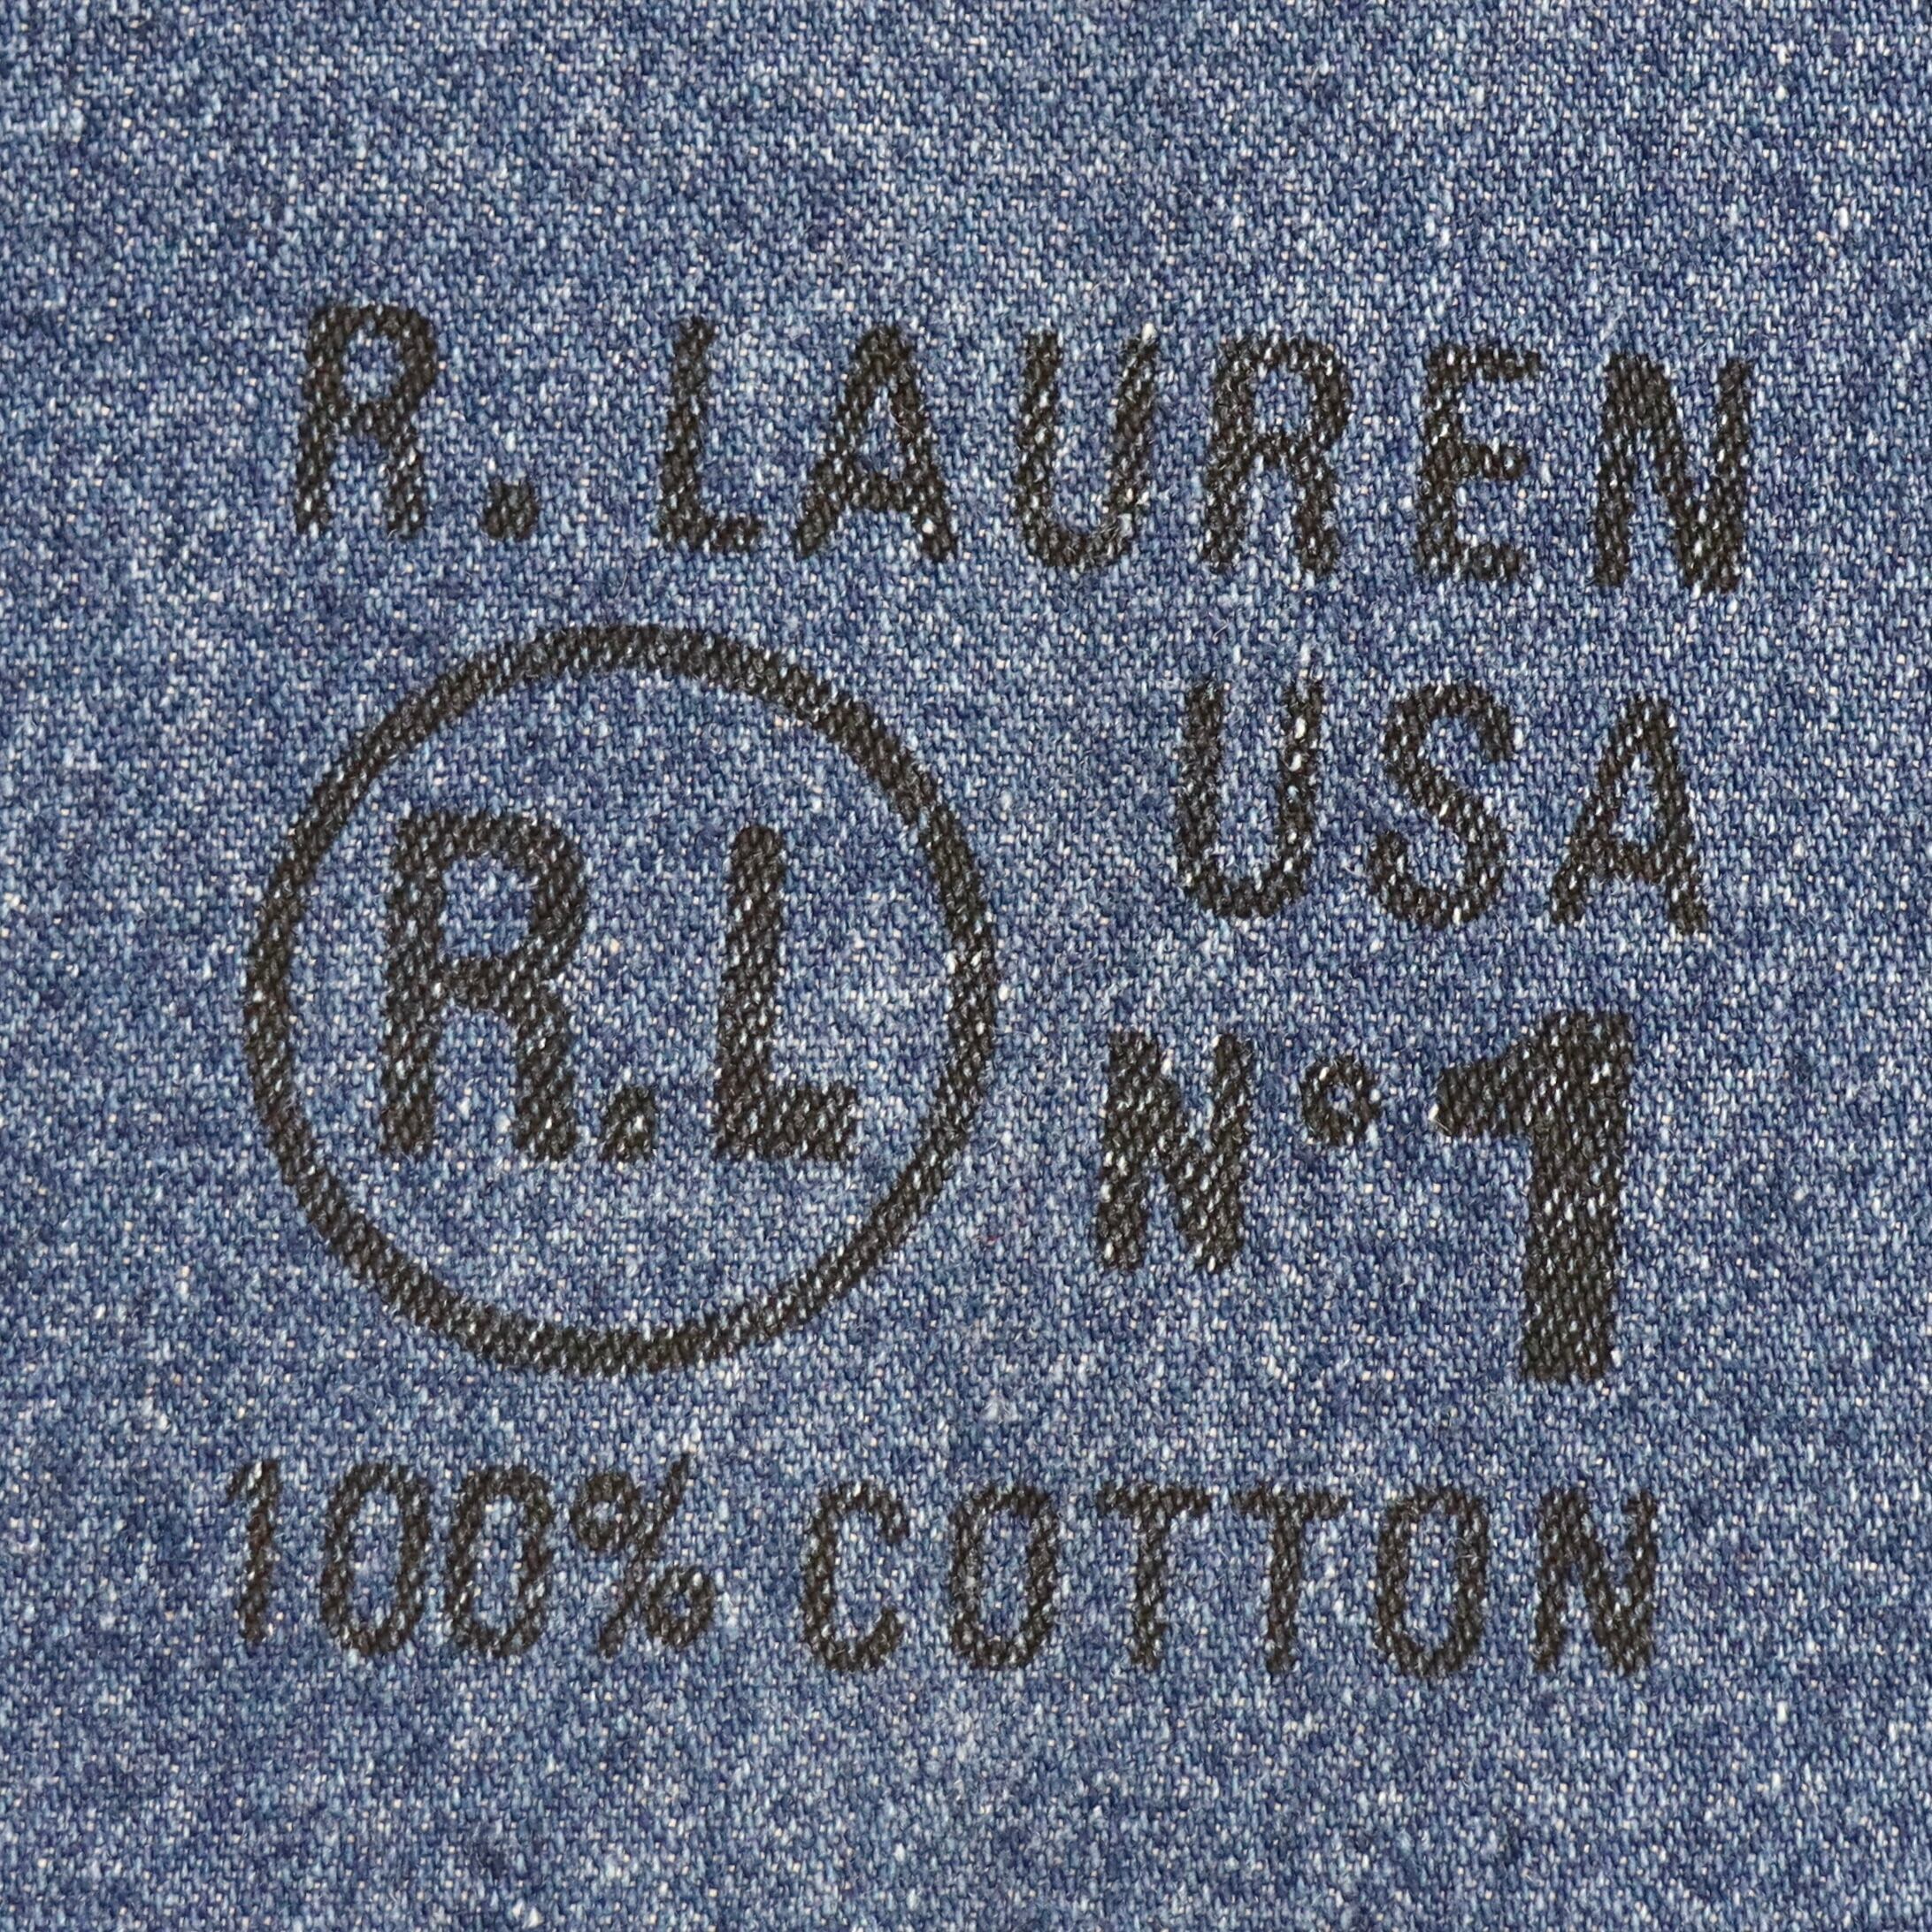 R. LAUREN
R.L
USA
N° 1
100% COTTON